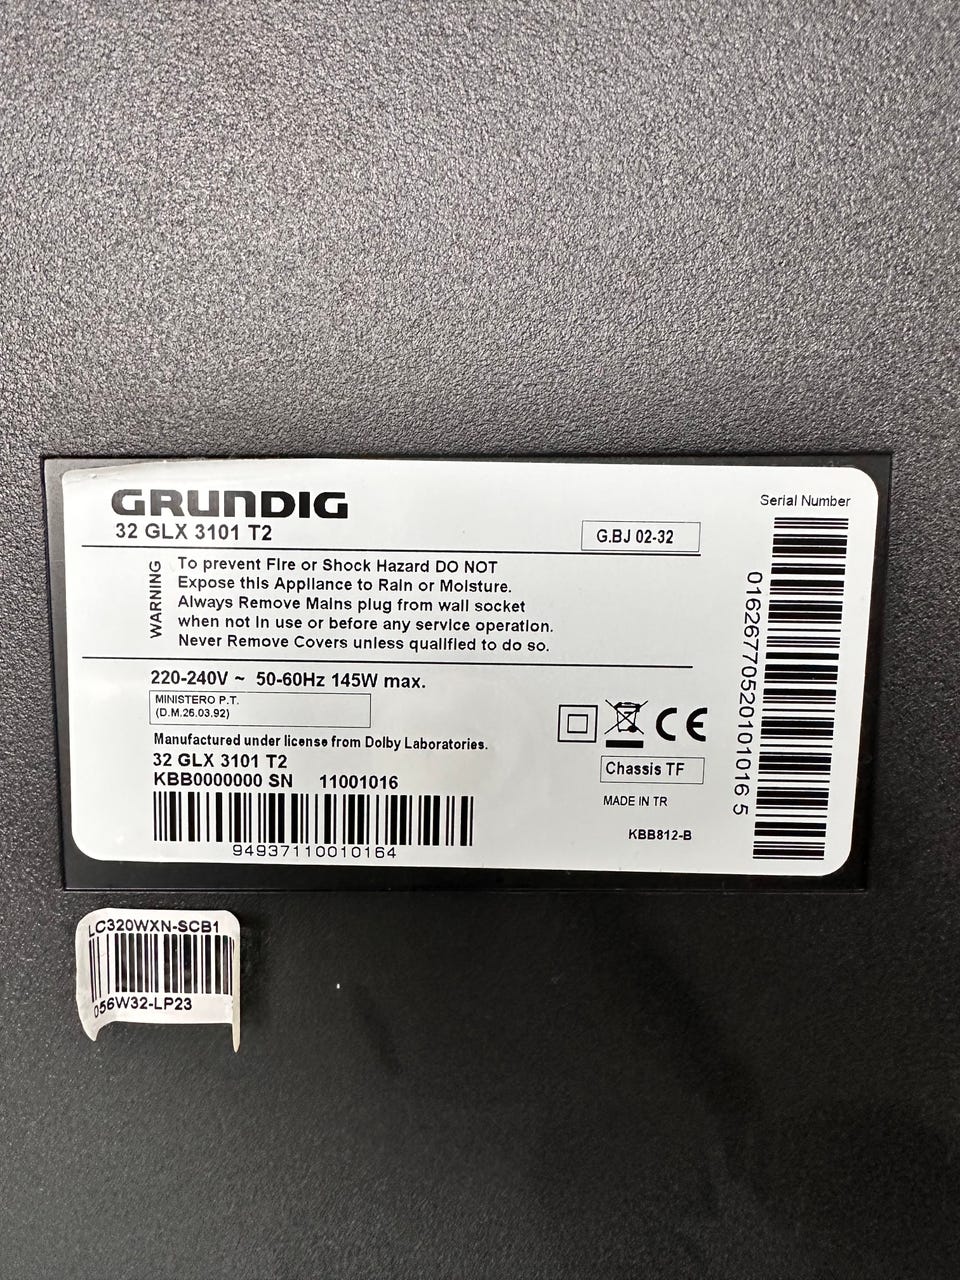 GRUNDIG
32 GLX 3101 T2
G.BJ 02-32
Serial Number
WARNING
To prevent Fire or Shock Hazard DO NOT
Expose this Appliance to Rain or Moisture.
Always Remove Mains plug from wall socket
when not In use or before any service operation.
Never Remove Covers unless qualified to do so.
220-240V ~ 50-60Hz 145W max.
MINISTERO P.T.
(D.M.26.03.92)
Manufactured under license from Dolby Laboratories.
32 GLX 3101 T2
KBB0000000 SN 11001016
94937110010164
CE
Chassis TF
MADE IN TR
KBB812-B
01626770520101016 5
LC320WXN-SCB1
056W32-LP23